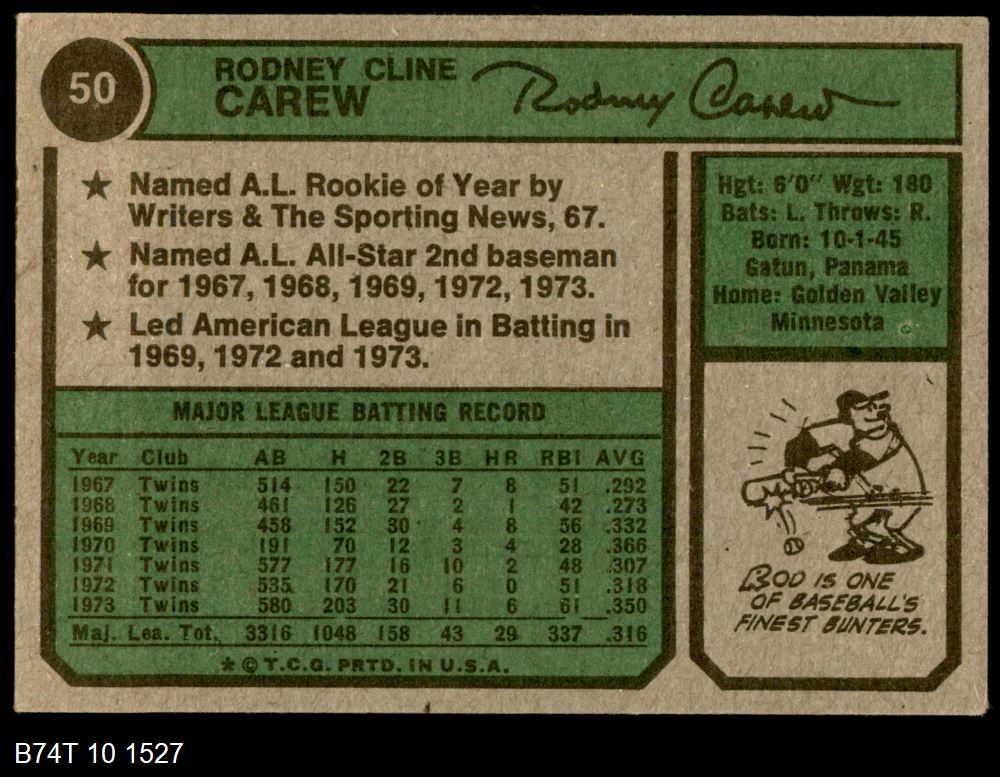 50
RODNEY CLINE
CAREW
Rodney Carew
★ Named A.L. Rookie of Year by
Writers & The Sporting News, 67.
★ Named A.L. All-Star 2nd baseman
for 1967, 1968, 1969, 1972, 1973.
★ Led American League in Batting in
1969, 1972 and 1973.
Hgt: 6'0" Wgt: 180
Bats: L. Throws: R.
Born: 10-1-45
Gatun, Panama
Home: Golden Valley
Minnesota
MAJOR LEAGUE BATTING RECORD
Year Club AB H 2B 3B HR RBI AVG
1967 Twins 514 150 22 7 8 51 .292
1968 Twins 461 126 27 2 1 42 .273
1969 Twins 458 152 30 4 8 56 .332
1970 Twins 191 70 12 3 4 28 .366
1971 Twins 577 177 16 10 2 48 .307
1972 Twins 535 170 21 6 0 51 .318
1973 Twins 580 203 30 11 6 61 .350
Maj. Lea. Tot. 3316 1048 158 43 29 337 .316
* © T.C.G. PRTD. IN U.S.A.
ROD IS ONE
OF BASEBALL'S
FINEST BUNTERS.
B74T 10 1527